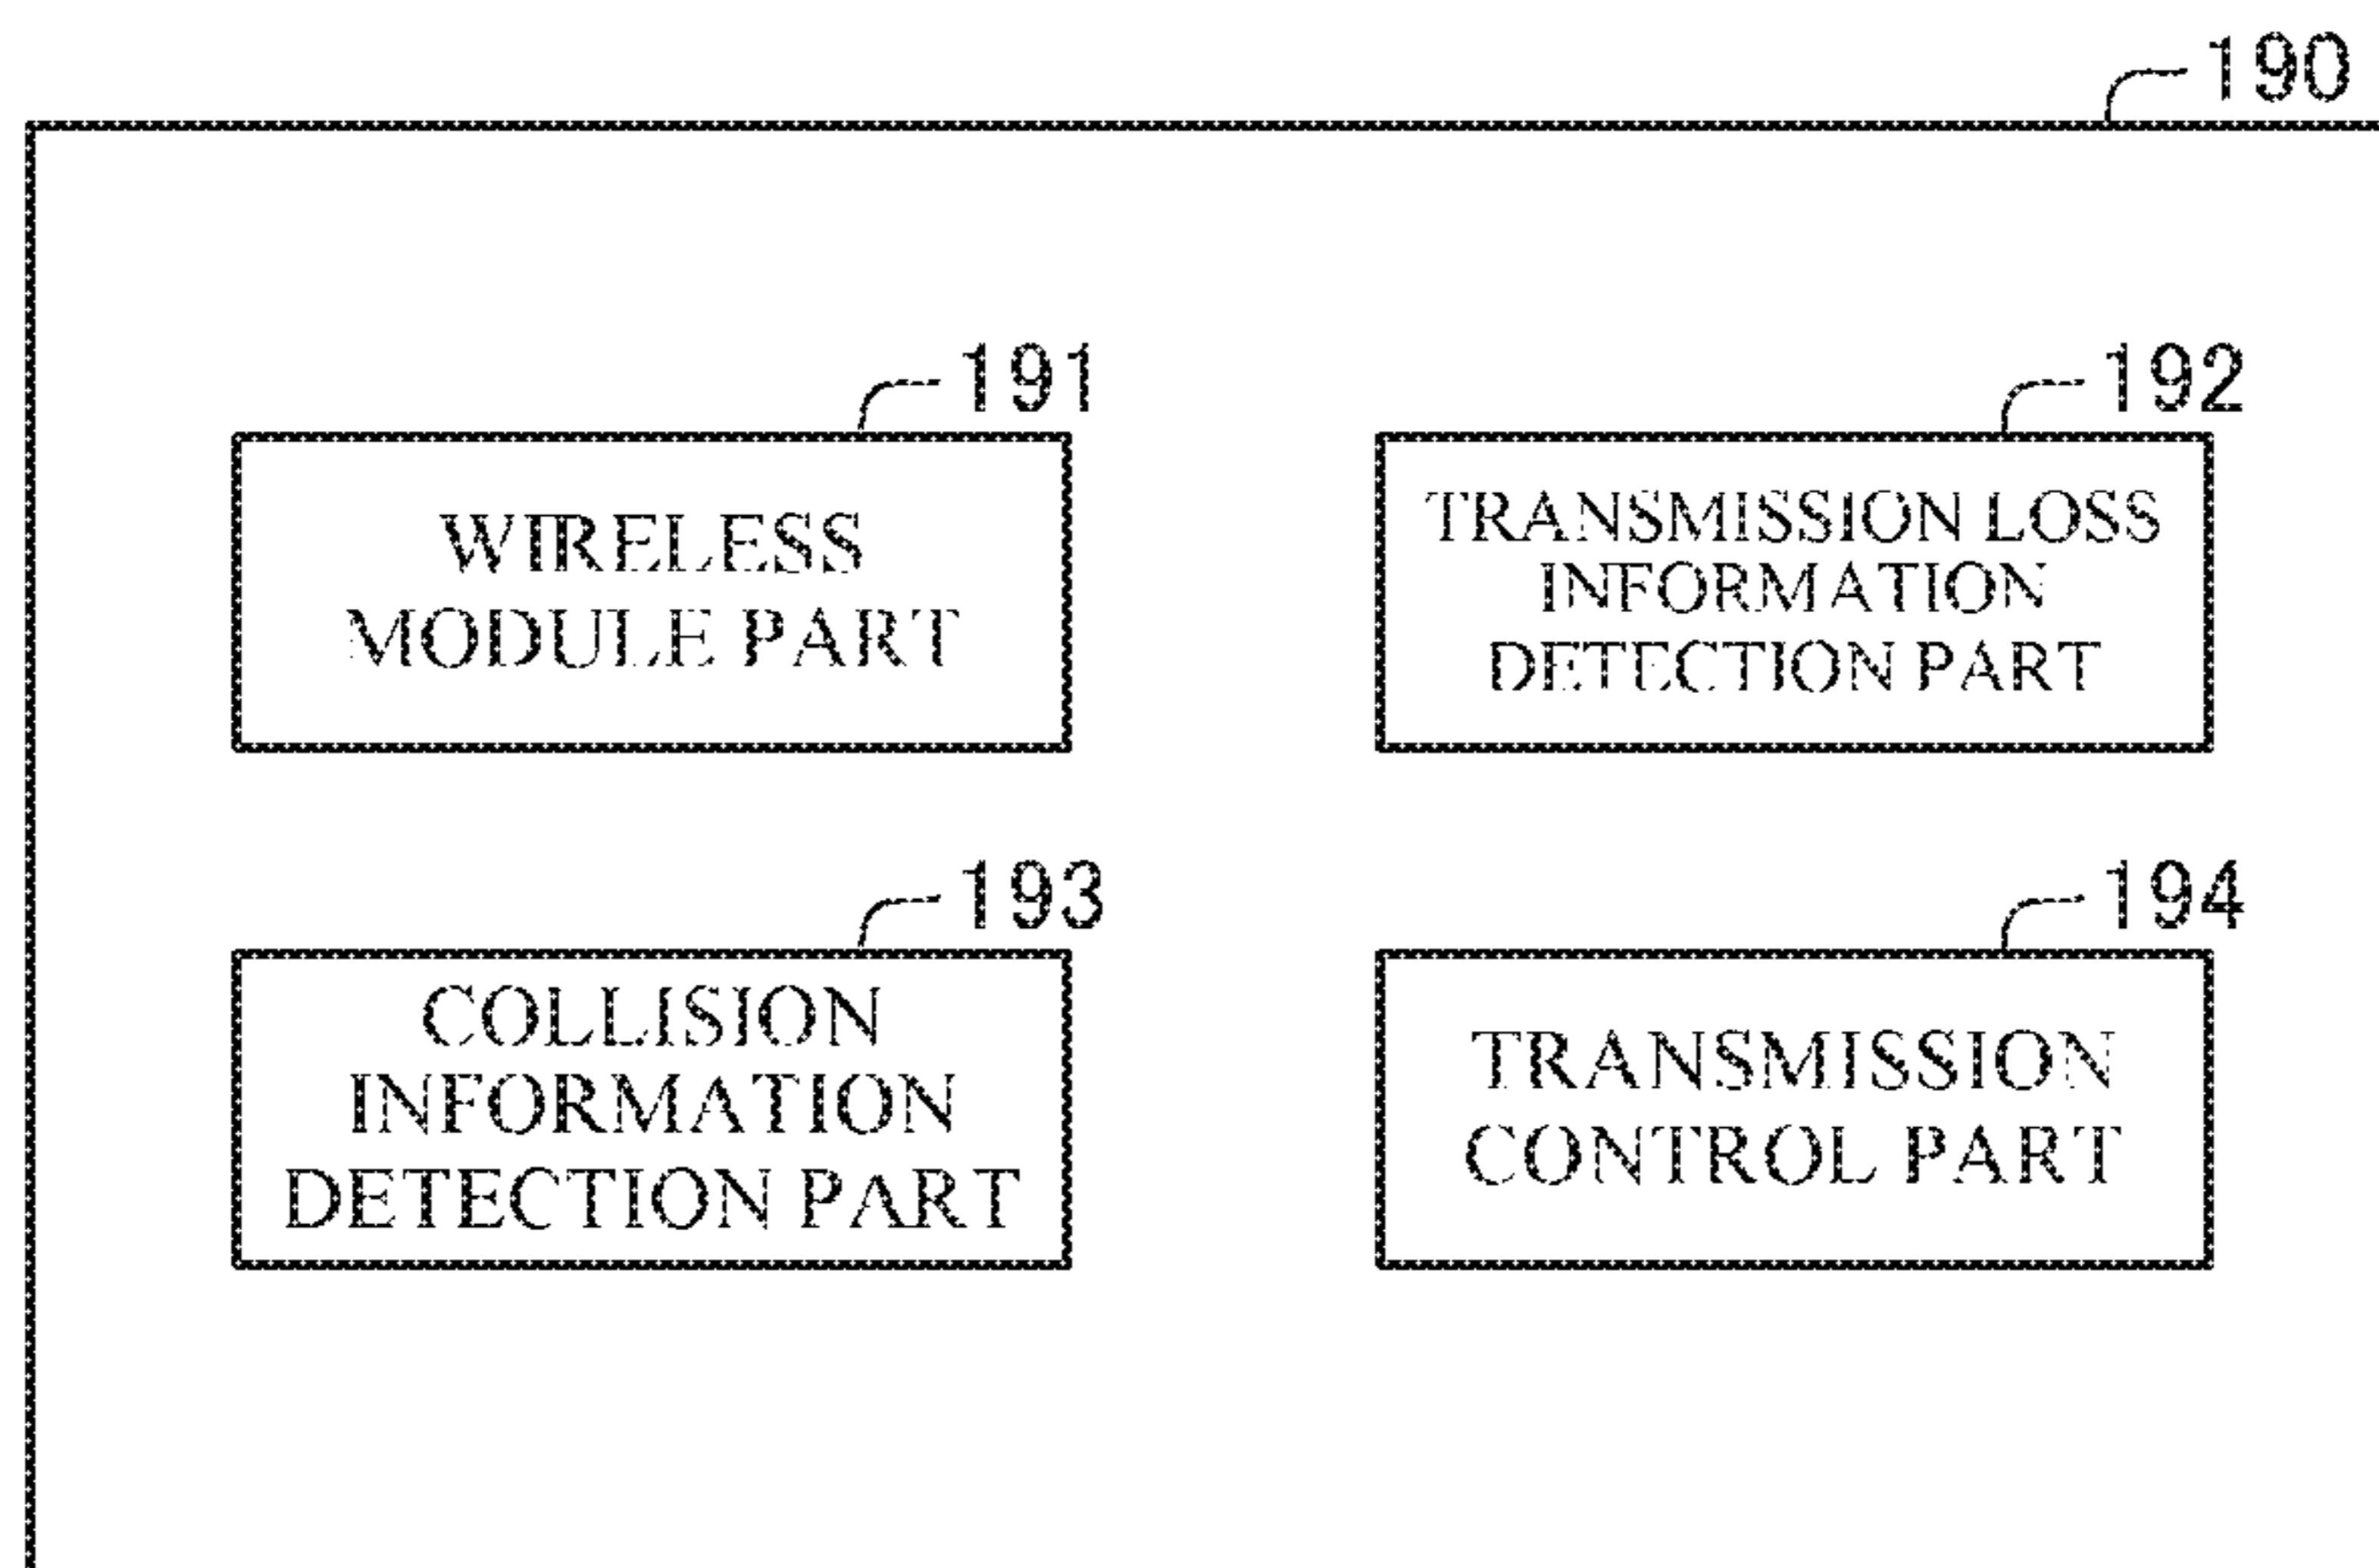 190
191
WIRELESS
MODULE PART
192
TRANSMISSION LOSS
INFORMATION
DETECTION PART
193
COLLISION
INFORMATION
DETECTION PART
194
TRANSMISSION
CONTROL PART